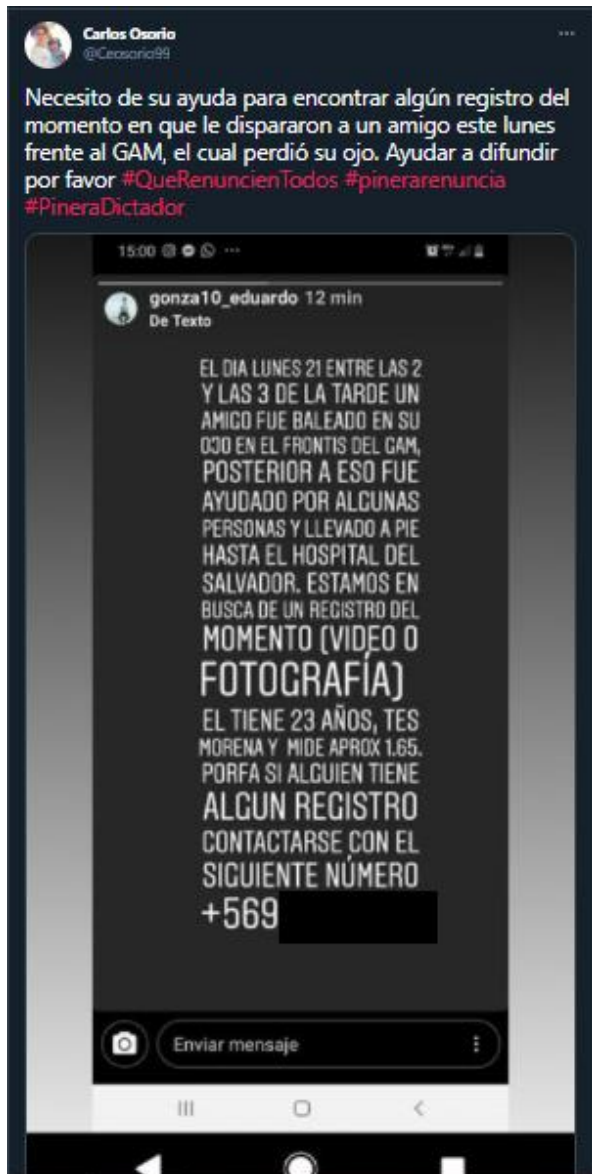 Carlos Osorio
@Ceosorio99
Necesito de su ayuda para encontrar algún registro del
momento en que le dispararon a un amigo este lunes
frente al GAM, el cual perdió su ojo. Ayudar a difundir
por favor #QueRenuncienTodos #pinerarenuncia
#PineraDictador
15:00
gonza10_eduardo 12 min
De Texto
EL DIA LUNES 21 ENTRE LAS 2
Y LAS 3 DE LA TARDE UN
AMIGO FUE BALEADO EN SU
OJO EN EL FRONTIS DEL GAM,
POSTERIOR A ESO FUE
AYUDADO POR ALGUNAS
PERSONAS Y LLEVADO A PIE
HASTA EL HOSPITAL DEL
SALVADOR. ESTAMOS EN
BUSCA DE UN REGISTRO DEL
MOMENTO (VIDEO O
FOTOGRAFÍA)
EL TIENE 23 AÑOS, TES
MORENA Y MIDE APROX 1.65.
PORFA SI ALGUIEN TIENE
ALGUN REGISTRO
CONTACTARSE CON EL
SIGUIENTE NÚMERO
+569
Enviar mensaje